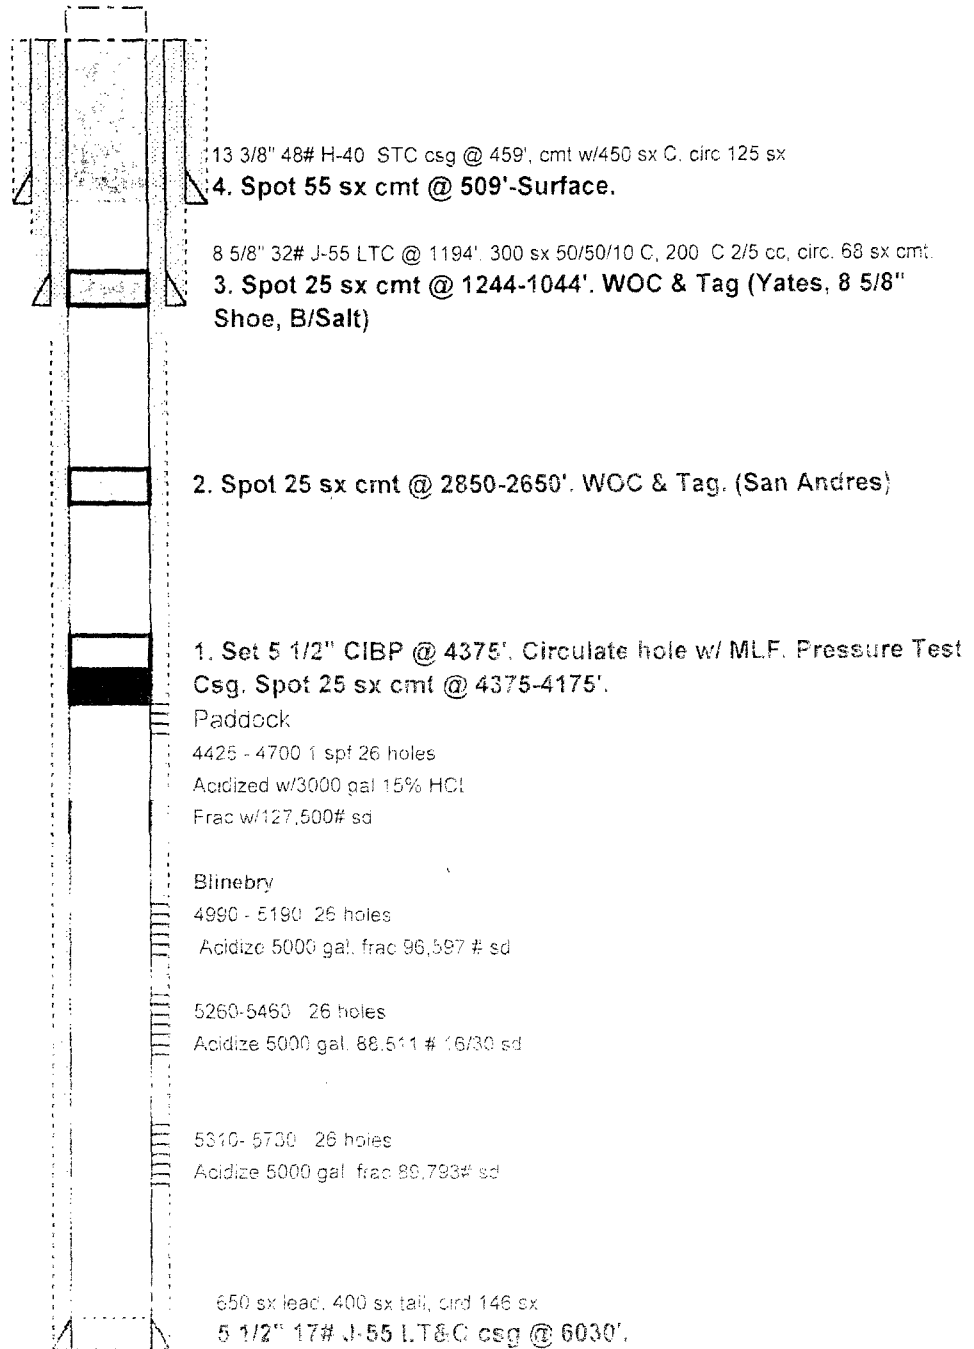 13 3/8" 48# H-40 STC csg @ 459', cmt w/450 sx C, circ 125 sx
4. Spot 55 sx cmt @ 509'-Surface.
8 5/8" 32# J-55 LTC @ 1194'. 300 sx 50/50/10 C, 200 C 2/5 cc, circ. 68 sx cmt.
3. Spot 25 sx cmt @ 1244-1044'. WOC & Tag (Yates, 8 5/8"
Shoe, B/Salt)
2. Spot 25 sx cmt @ 2850-2650'. WOC & Tag. (San Andres)
1. Set 5 1/2" CIBP @ 4375'. Circulate hole w/ MLF. Pressure Test
Csg. Spot 25 sx cmt @ 4375-4175'.
Paddock
4425 - 4700 1 spf 26 holes
Acidized w/3000 gal 15% HCl
Frac w/127,500# sd
Blinebry
4990 - 5190 26 holes
Acidize 5000 gal. frac 96,597 # sd
5260-5460 26 holes
Acidize 5000 gal. 88,511 # 16/30 sd
26 holes
Acidize 5000 gal frac 89,793# sd
650 sx lead, 400 sx tail, circ 146 sx
5 1/2" 17# J-55 LT&C csg @ 6030'.